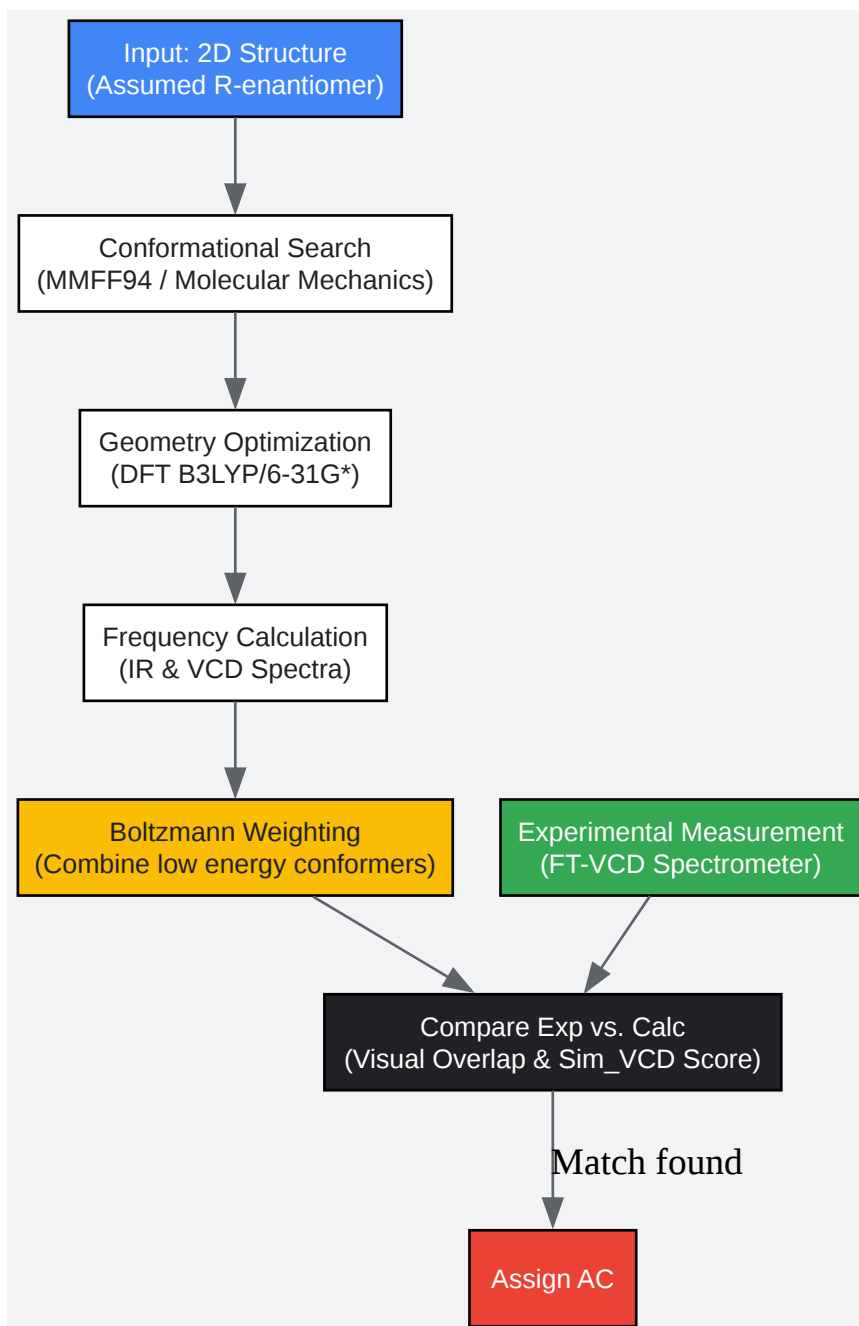 Input: 2D Structure
(Assumed R-enantiomer)
Conformational Search
(MMFF94 / Molecular Mechanics)
Geometry Optimization
(DFT B3LYP/6-31G*)
Frequency Calculation
(IR & VCD Spectra)
Boltzmann Weighting
(Combine low energy conformers)
Experimental Measurement
(FT-VCD Spectrometer)
Compare Exp vs. Calc
(Visual Overlap & Sim_VCD Score)
Match found
Assign AC